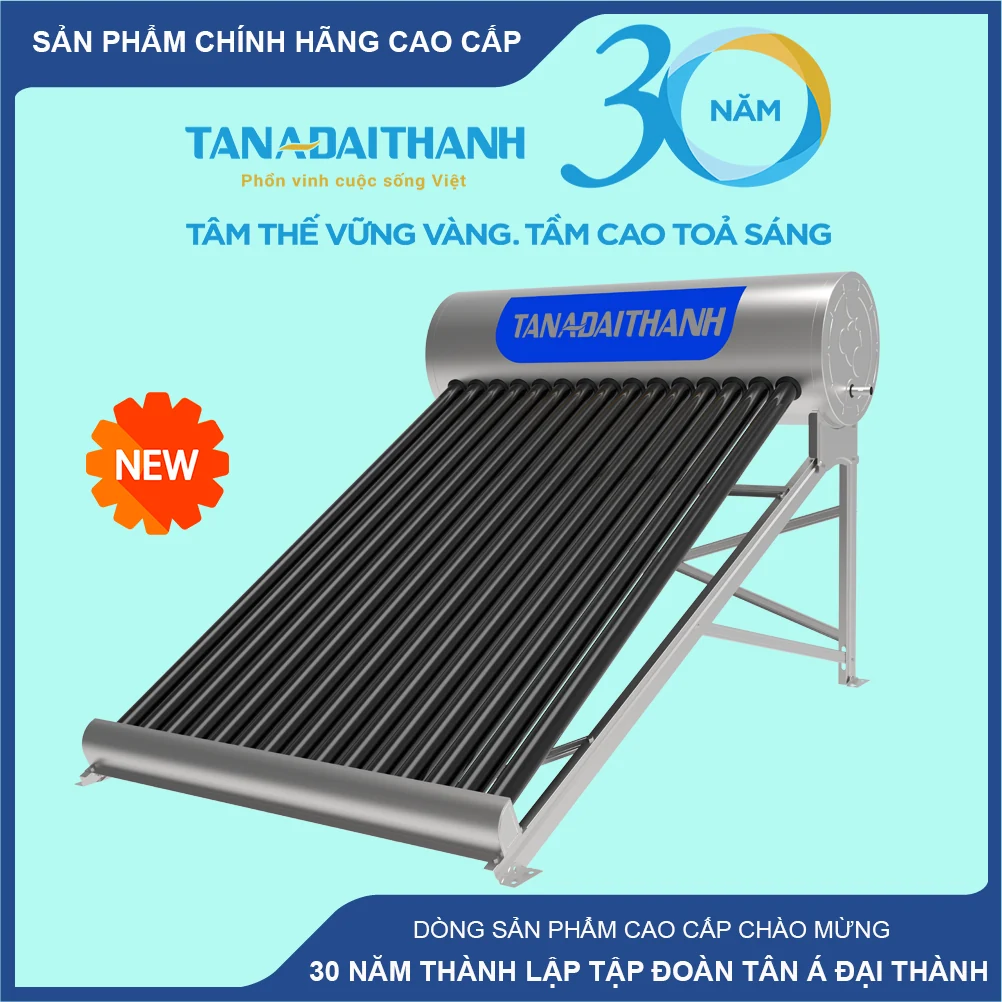 SẢN PHẨM CHÍNH HÃNG CAO CẤP
30 NĂM
TANADAITHANH
Phồn vinh cuộc sống Việt
TÂM THẾ VỮNG VÀNG. TẦM CAO TOẢ SÁNG
TANADAITHANH
NEW
DÒNG SẢN PHẨM CAO CẤP CHÀO MỪNG
30 NĂM THÀNH LẬP TẬP ĐOÀN TÂN Á ĐẠI THÀNH